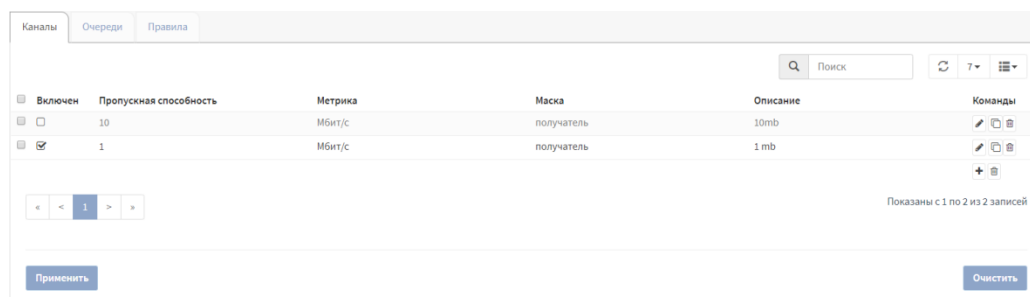 Каналы Очереди Правила
Поиск 7
Включен Пропускная способность Метрика Маска Описание Команды
10 Мбит/с получатель 10mb
1 Мбит/с получатель 1 mb
« < 1 > » Показаны с 1 по 2 из 2 записей
Применить Очистить